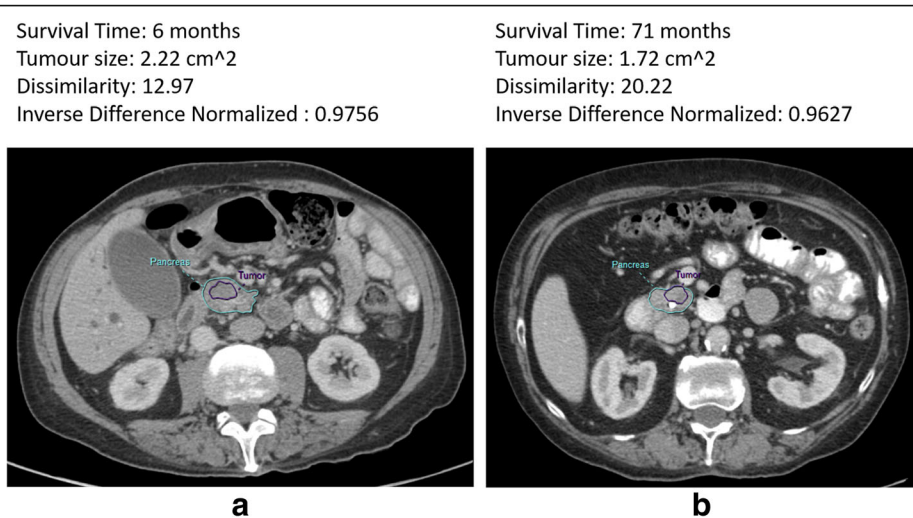 Survival Time: 6 months
Tumour size: 2.22 cm^2
Dissimilarity: 12.97
Inverse Difference Normalized : 0.9756
Survival Time: 71 months
Tumour size: 1.72 cm^2
Dissimilarity: 20.22
Inverse Difference Normalized: 0.9627
Pancreas
Tumor
Pancreas
Tumor
a
b